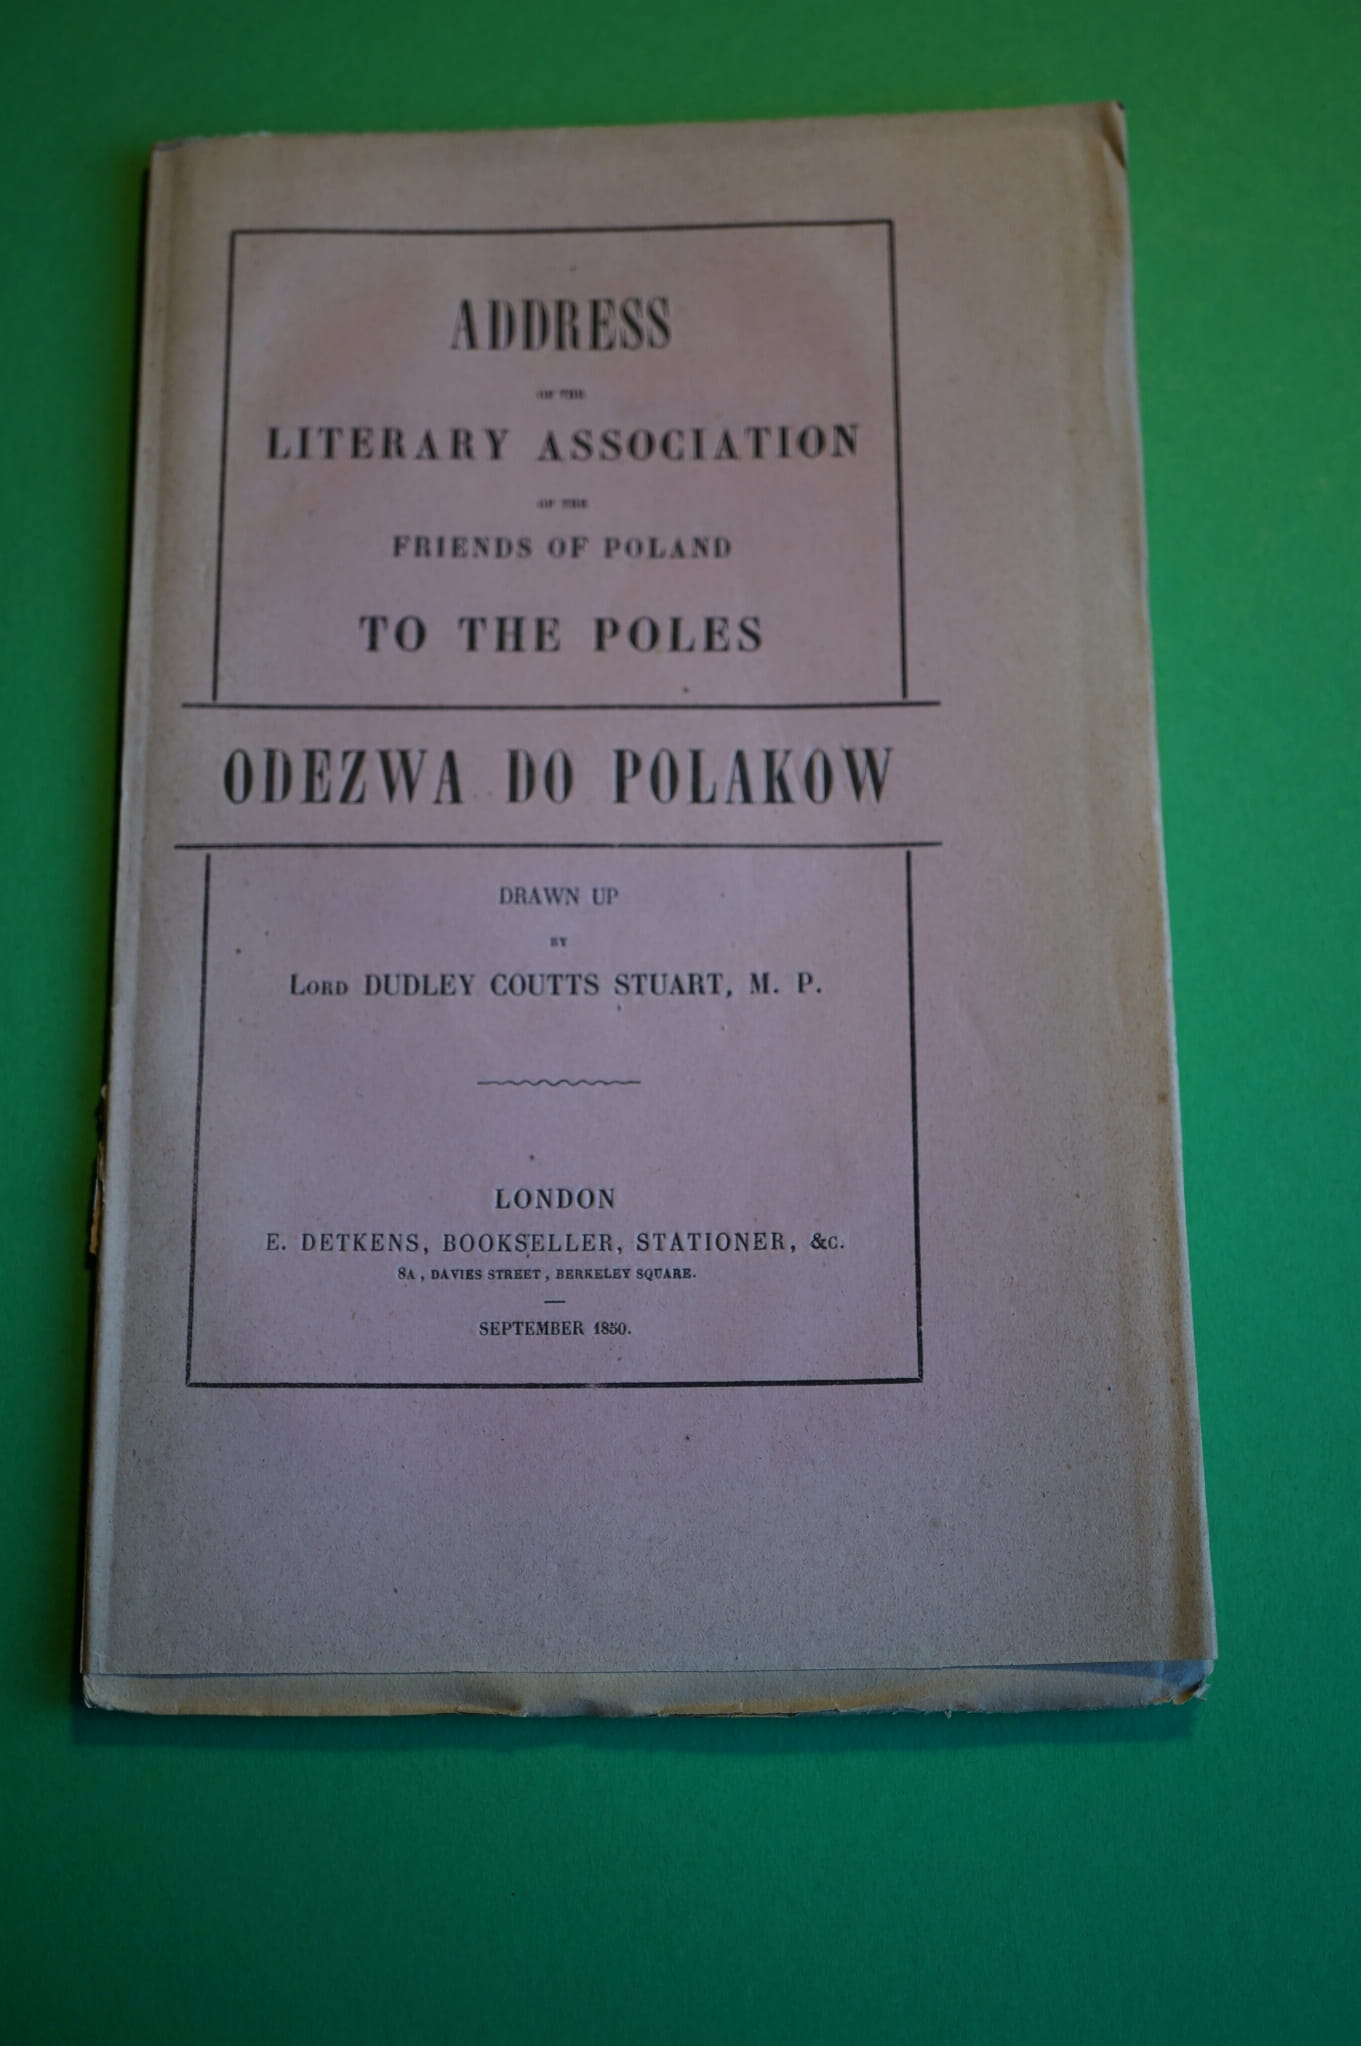 ADDRESS
OF THE
LITERARY ASSOCIATION
OF THE
FRIENDS OF POLAND
TO THE POLES
ODEZWA DO POLAKOW
DRAWN UP
BY
LORD DUDLEY COUTTS STUART, M. P.
LONDON
E. DETKENS, BOOKSELLER, STATIONER, &C.
8A, DAVIES STREET, BERKELEY SQUARE.
SEPTEMBER 1850.